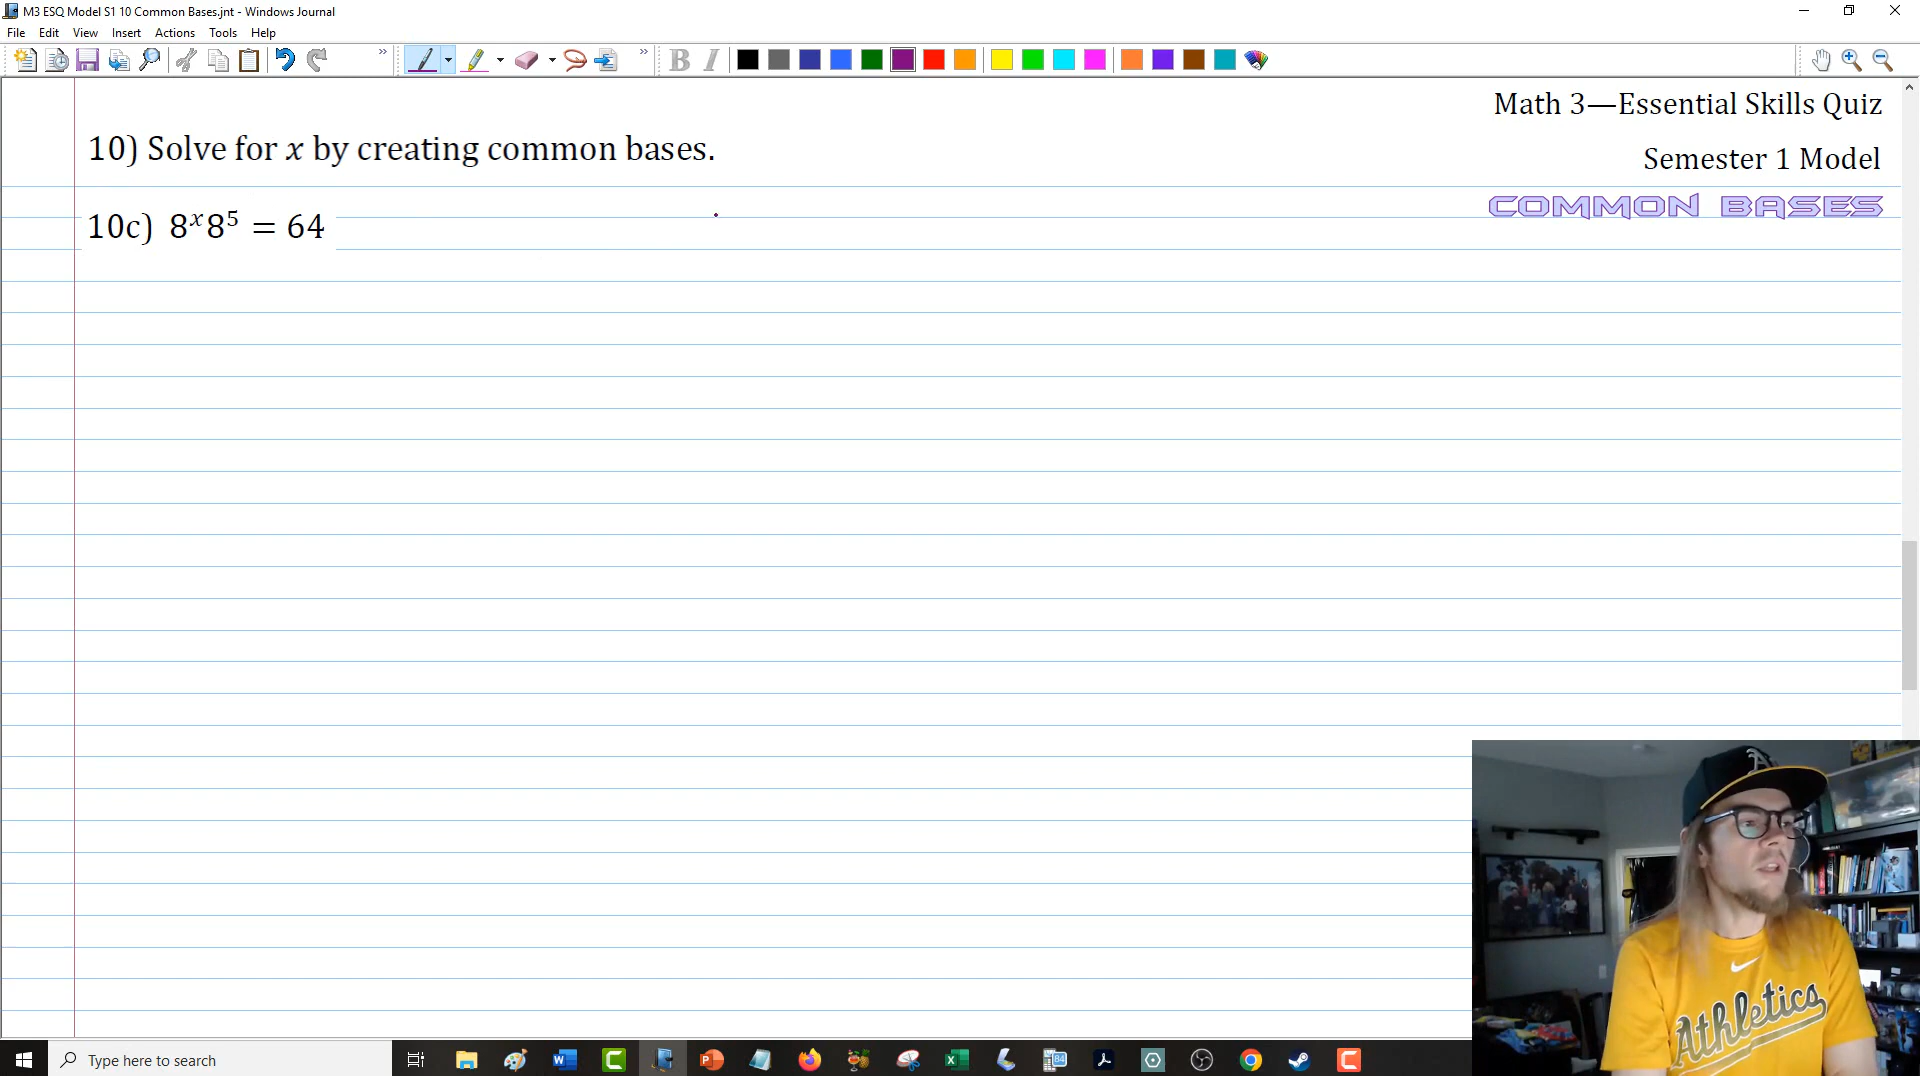 M3 ESQ Model S1 10 Common Bases.jnt - Windows Journal
File Edit View Insert Actions Tools Help
Math 3—Essential Skills Quiz
10) Solve for x by creating common bases.
Semester 1 Model
COMMON BASES
10c) 8^x 8^5 = 64
Athletics
Type here to search